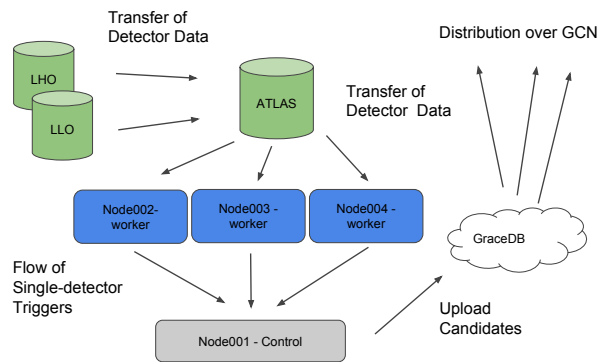 Transfer of
Detector Data
Distribution over GCN
LHO
LLO
ATLAS
Transfer of
Detector Data
Node002-
worker
Node003 -
worker
Node004 -
worker
GraceDB
Flow of
Single-detector
Triggers
Upload
Candidates
Node001 - Control